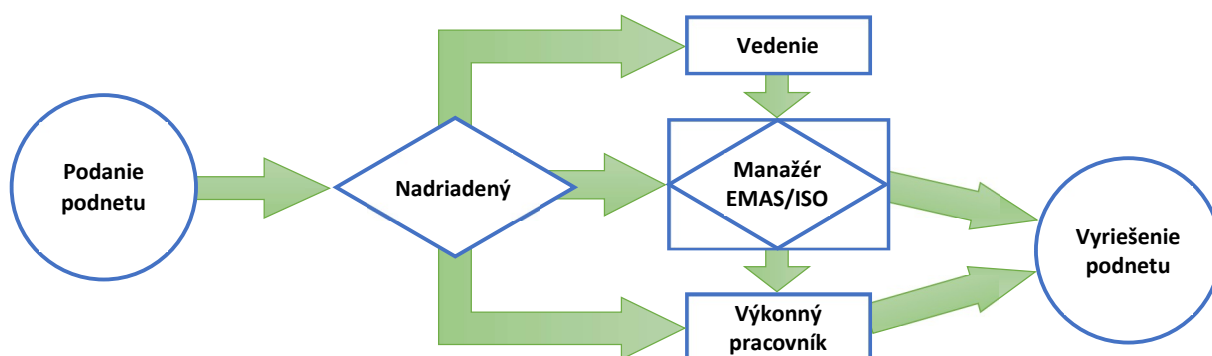 Podanie
podnetu
Nadriadený
Vedenie
Manažér
EMAS/ISO
Výkonný
pracovník
Vyriešenie
podnetu